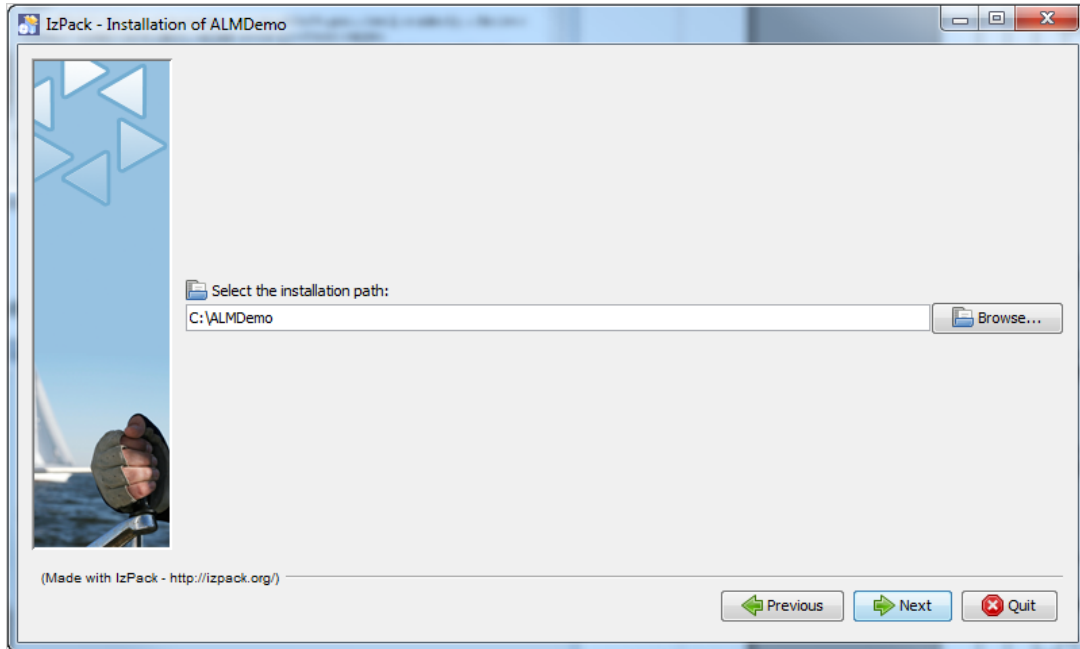 IzPack - Installation of ALMDemo
Select the installation path:
C:\ALMDemo
Browse...
(Made with IzPack - http://izpack.org/)
Previous
Next
Quit